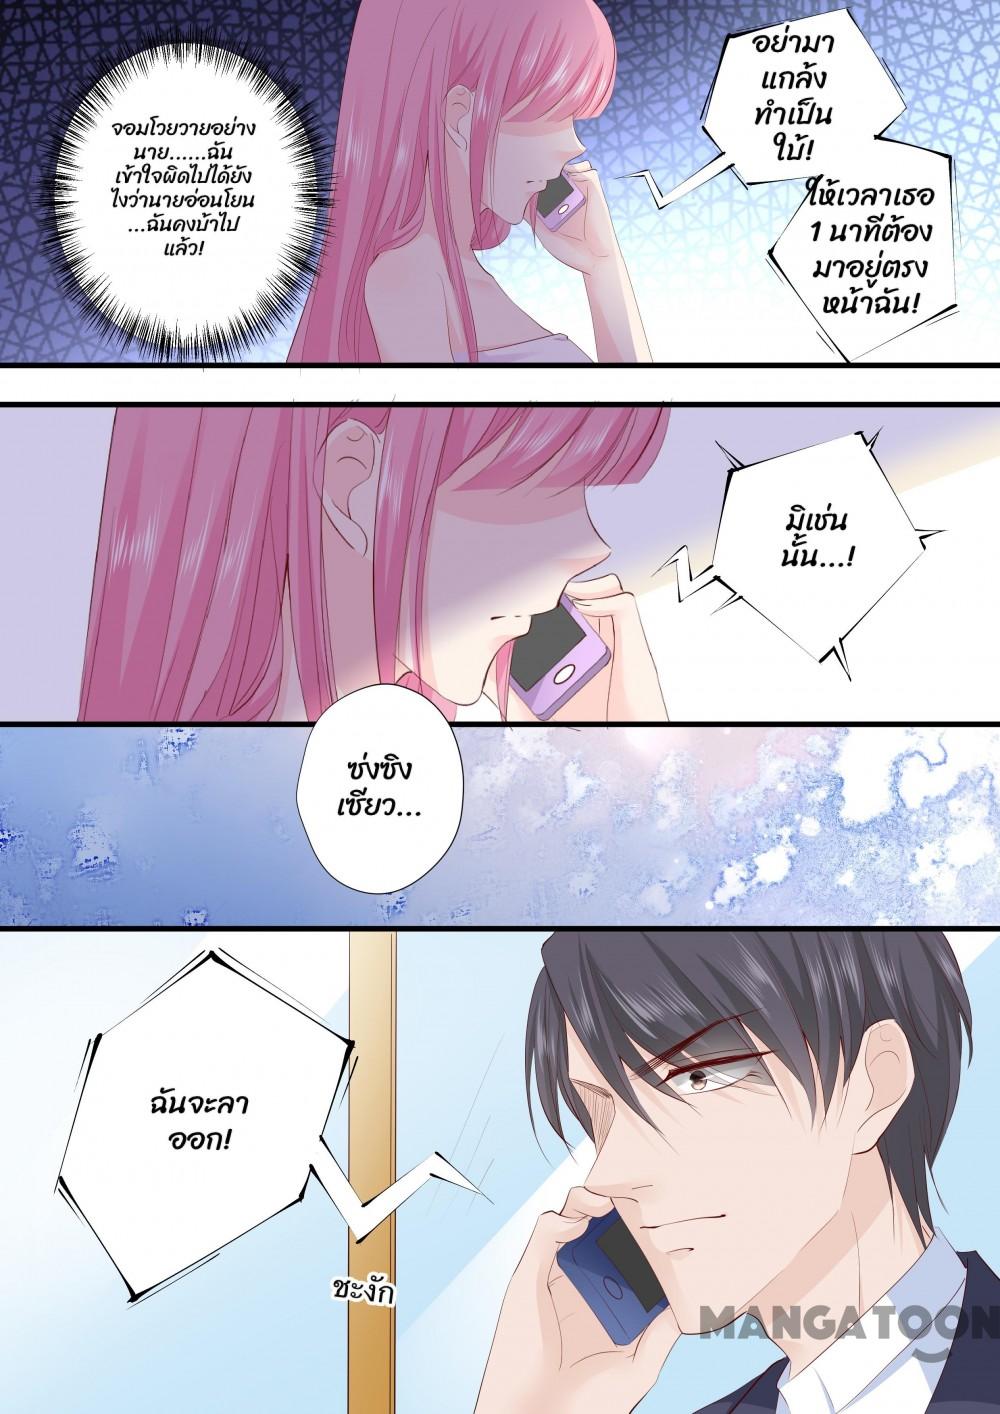 จอมโวยวายอย่าง
นาย......ฉัน
เข้าใจผิดไปได้ยัง
ไงว่านายอ่อนโยน
...ฉันคงบ้าไป
แล้ว!
อย่ามา
แกล้ง
ทำเป็น
ใบ้!
ให้เวลาเธอ
1 นาทีต้อง
มาอยู่ตรง
หน้าฉัน!
มิเช่น
นั้น...!
ซ่งซิง
เซียว...
ฉันจะลา
ออก!
ชะงัก
MANGATOON